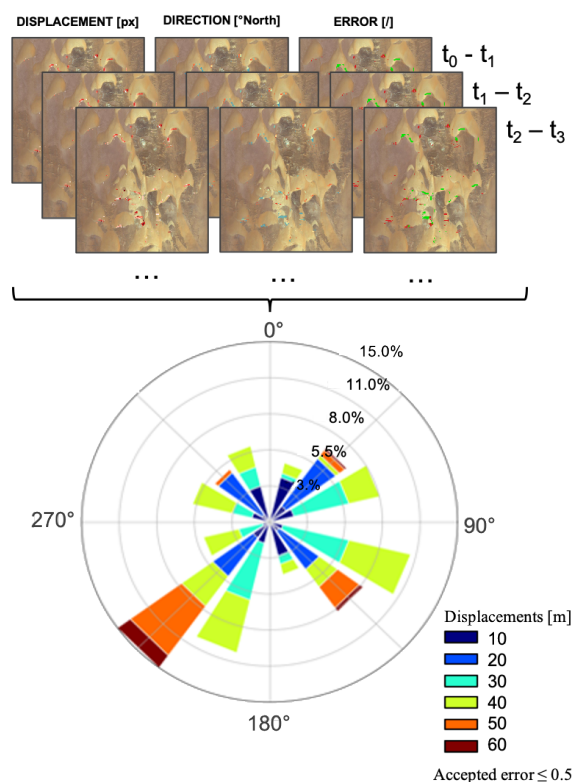 DISPLACEMENT [px]
DIRECTION [°North]
ERROR [/]
t0 - t1
t1 – t2
t2 – t3
... ... ...
0°
15.0%
11.0%
8.0%
5.5%
3.%
270°
90°
180°
Displacements [m]
10
20
30
40
50
60
Accepted error ≤ 0.5